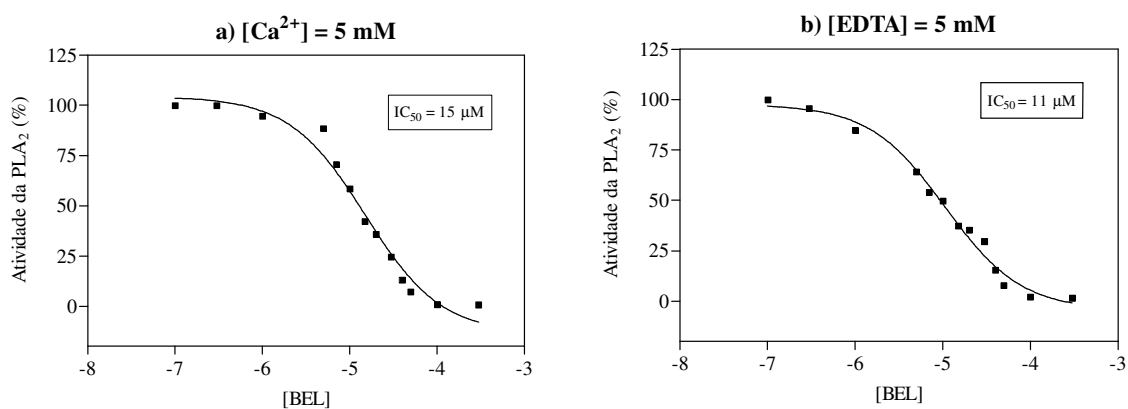 a) [Ca²⁺] = 5 mM
125
100
75
50
25
0
Atividade da PLA₂ (%)
IC₅₀ = 15 µM
-8 -7 -6 -5 -4 -3
[BEL]
b) [EDTA] = 5 mM
125
100
75
50
25
0
Atividade da PLA₂ (%)
IC₅₀ = 11 µM
-8 -7 -6 -5 -4 -3
[BEL]